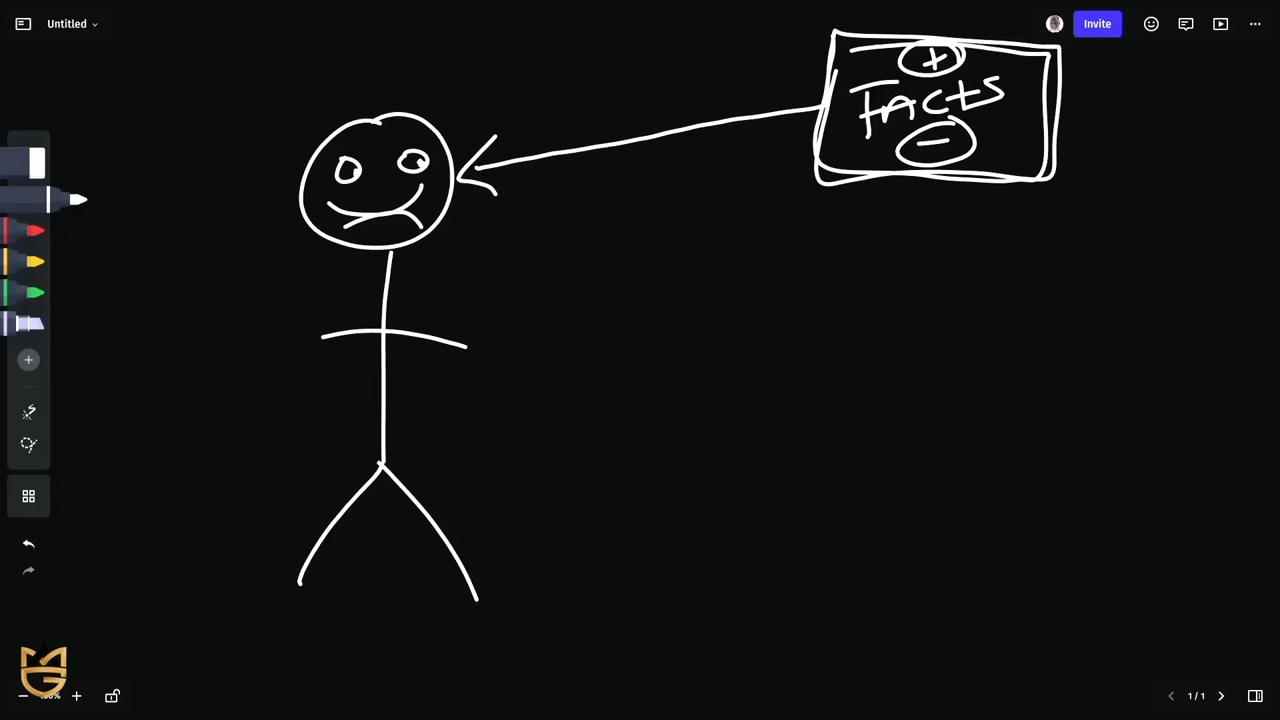 Untitled
Invite
+
Facts
-
1/1